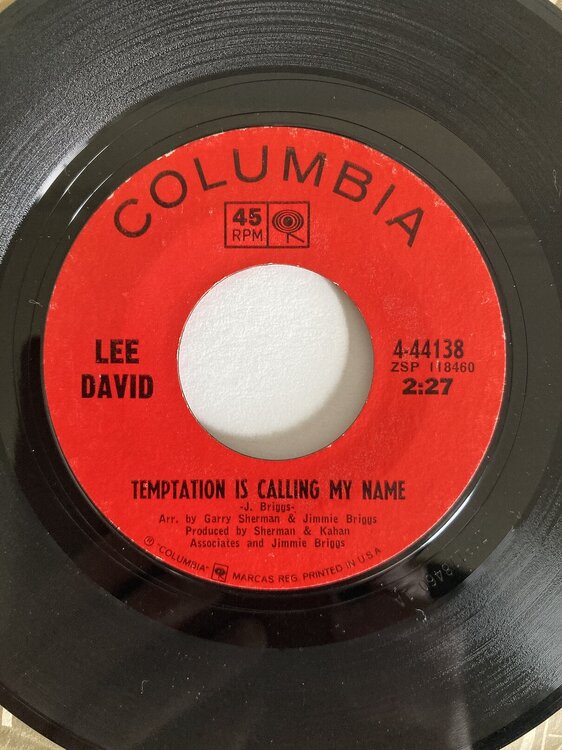 COLUMBIA
45
RPM
LEE
DAVID
4-44138
ZSP 118460
2:27
TEMPTATION IS CALLING MY NAME
-J. Briggs-
Arr. by Garry Sherman & Jimmie Briggs
Produced by Sherman & Kahan
Associates and Jimmie Briggs
® "COLUMBIA" MARCAS REG. PRINTED IN U.S.A